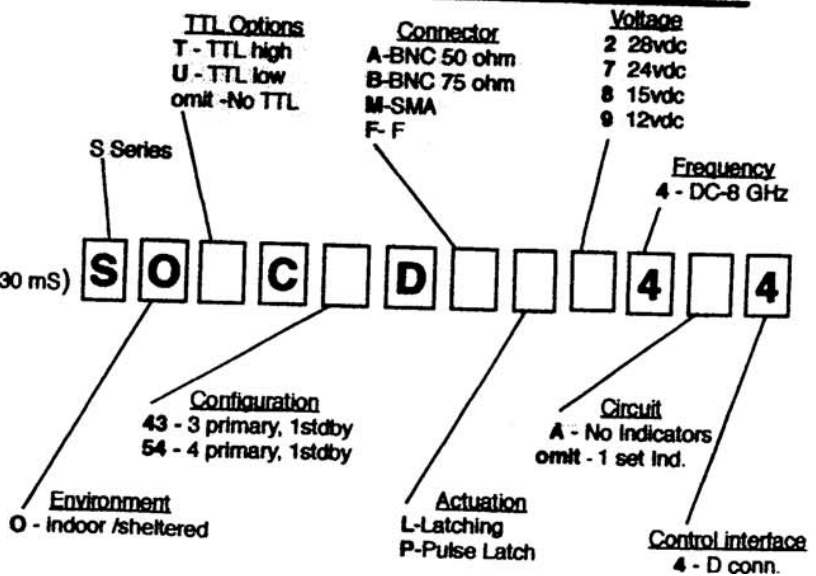 TTL Options
T - TTL high
U - TTL low
omit -No TTL
Connector
A-BNC 50 ohm
B-BNC 75 ohm
M-SMA
F- F
Voltage
2 28vdc
7 24vdc
8 15vdc
9 12vdc
S Series
Frequency
4 - DC-8 GHz
30 mS) S O C D 4 4
Configuration
43 - 3 primary, 1stdby
54 - 4 primary, 1stdby
Circuit
A - No Indicators
omit - 1 set Ind.
Environment
O - Indoor /sheltered
Actuation
L-Latching
P-Pulse Latch
Control interface
4 - D conn.